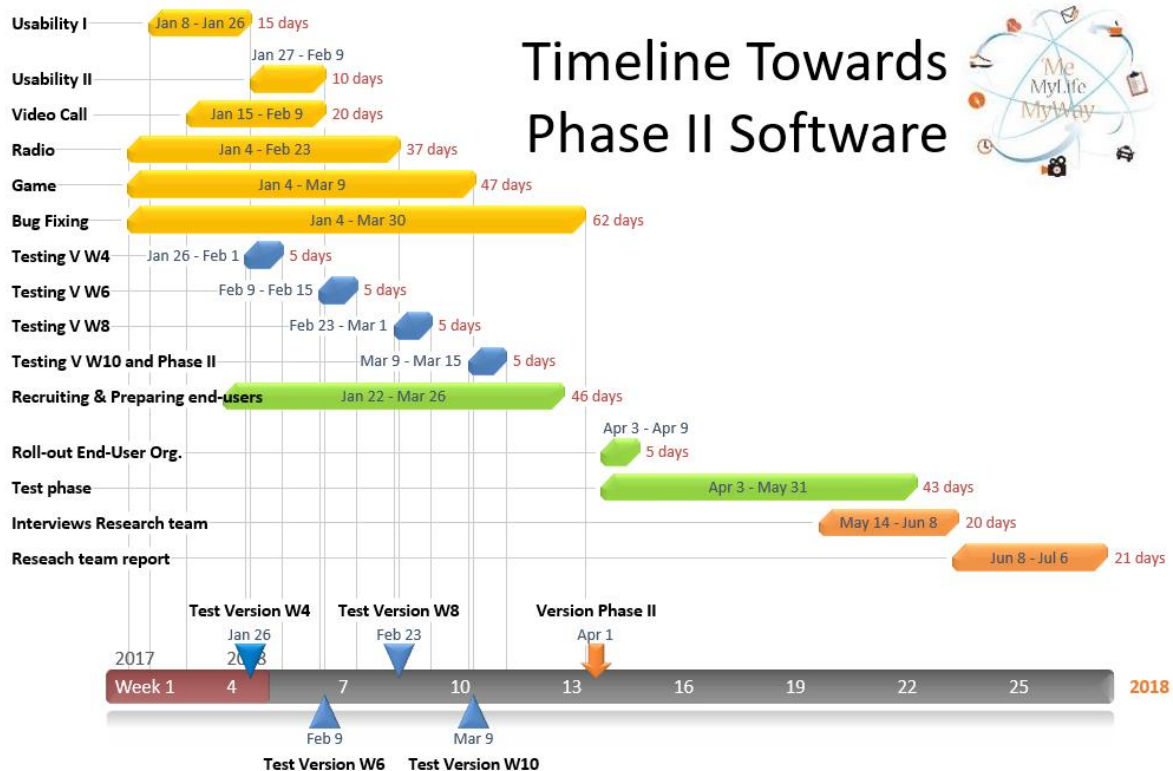 Timeline Towards
Phase II Software
Me
MyLife
MyWay
Usability I Jan 8 - Jan 26 15 days
Jan 27 - Feb 9
Usability II 10 days
Video Call Jan 15 - Feb 9 20 days
Radio Jan 4 - Feb 23 37 days
Game Jan 4 - Mar 9 47 days
Bug Fixing Jan 4 - Mar 30 62 days
Testing V W4 Jan 26 - Feb 1 5 days
Testing V W6 Feb 9 - Feb 15 5 days
Testing V W8 Feb 23 - Mar 1 5 days
Testing V W10 and Phase II Mar 9 - Mar 15 5 days
Recruiting & Preparing end-users Jan 22 - Mar 26 46 days
Apr 3 - Apr 9
Roll-out End-User Org. 5 days
Test phase Apr 3 - May 31 43 days
Interviews Research team May 14 - Jun 8 20 days
Reseach team report Jun 8 - Jul 6 21 days
Test Version W4 Test Version W8 Version Phase II
Jan 26 Feb 23 Apr 1
2017 2018
Week 1 4 7 10 13 16 19 22 25 2018
Feb 9 Mar 9
Test Version W6 Test Version W10